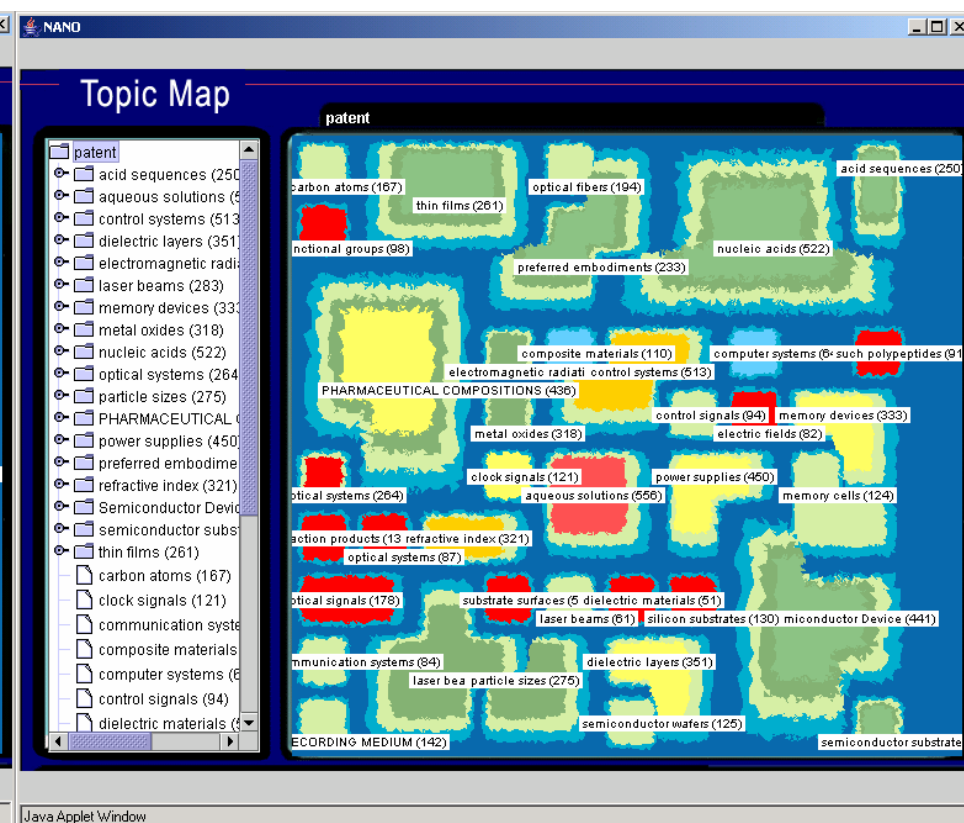 NANO
Topic Map
patent
patent
acid sequences (250
aqueous solutions (5
control systems (513
dielectric layers (351)
electromagnetic radi
laser beams (283)
memory devices (333
metal oxides (318)
nucleic acids (522)
optical systems (264
particle sizes (275)
PHARMACEUTICAL C
power supplies (450)
preferred embodime
refractive index (321)
Semiconductor Devic
semiconductor subs
thin films (261)
carbon atoms (167)
clock signals (121)
communication syste
composite materials
computer systems (6
control signals (94)
dielectric materials (5
acid sequences (250)
carbon atoms (167)
optical fibers (194)
thin films (261)
nctional groups (98)
nucleic acids (522)
preferred embodiments (233)
composite materials (110)
computer systems (64
such polypeptides (91
electromagnetic radiati
control systems (513)
PHARMACEUTICAL COMPOSITIONS (436)
control signals (94)
memory devices (333)
metal oxides (318)
electric fields (82)
clock signals (121)
power supplies (450)
ptical systems (264)
aqueous solutions (556)
memory cells (124)
action products (13
refractive index (321)
optical systems (87)
ptical signals (178)
substrate surfaces (5
dielectric materials (51)
laser beams (61)
silicon substrates (130)
miconductor Device (441)
mmunication systems (84)
dielectric layers (351)
laser bea
particle sizes (275)
semiconductor wafers (125)
ECORDING MEDIUM (142)
semiconductor substrate
Java Applet Window